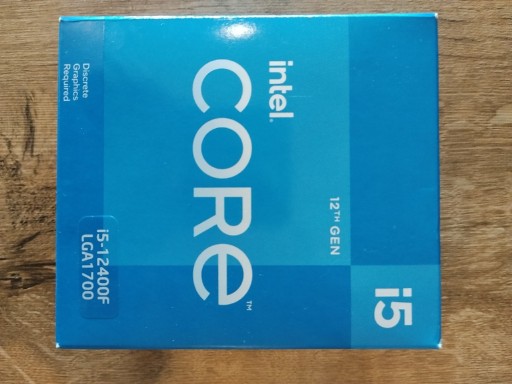 i5
12TH GEN
intel.
CORe™
i5-12400F
LGA1700
Discrete
Graphics
Required